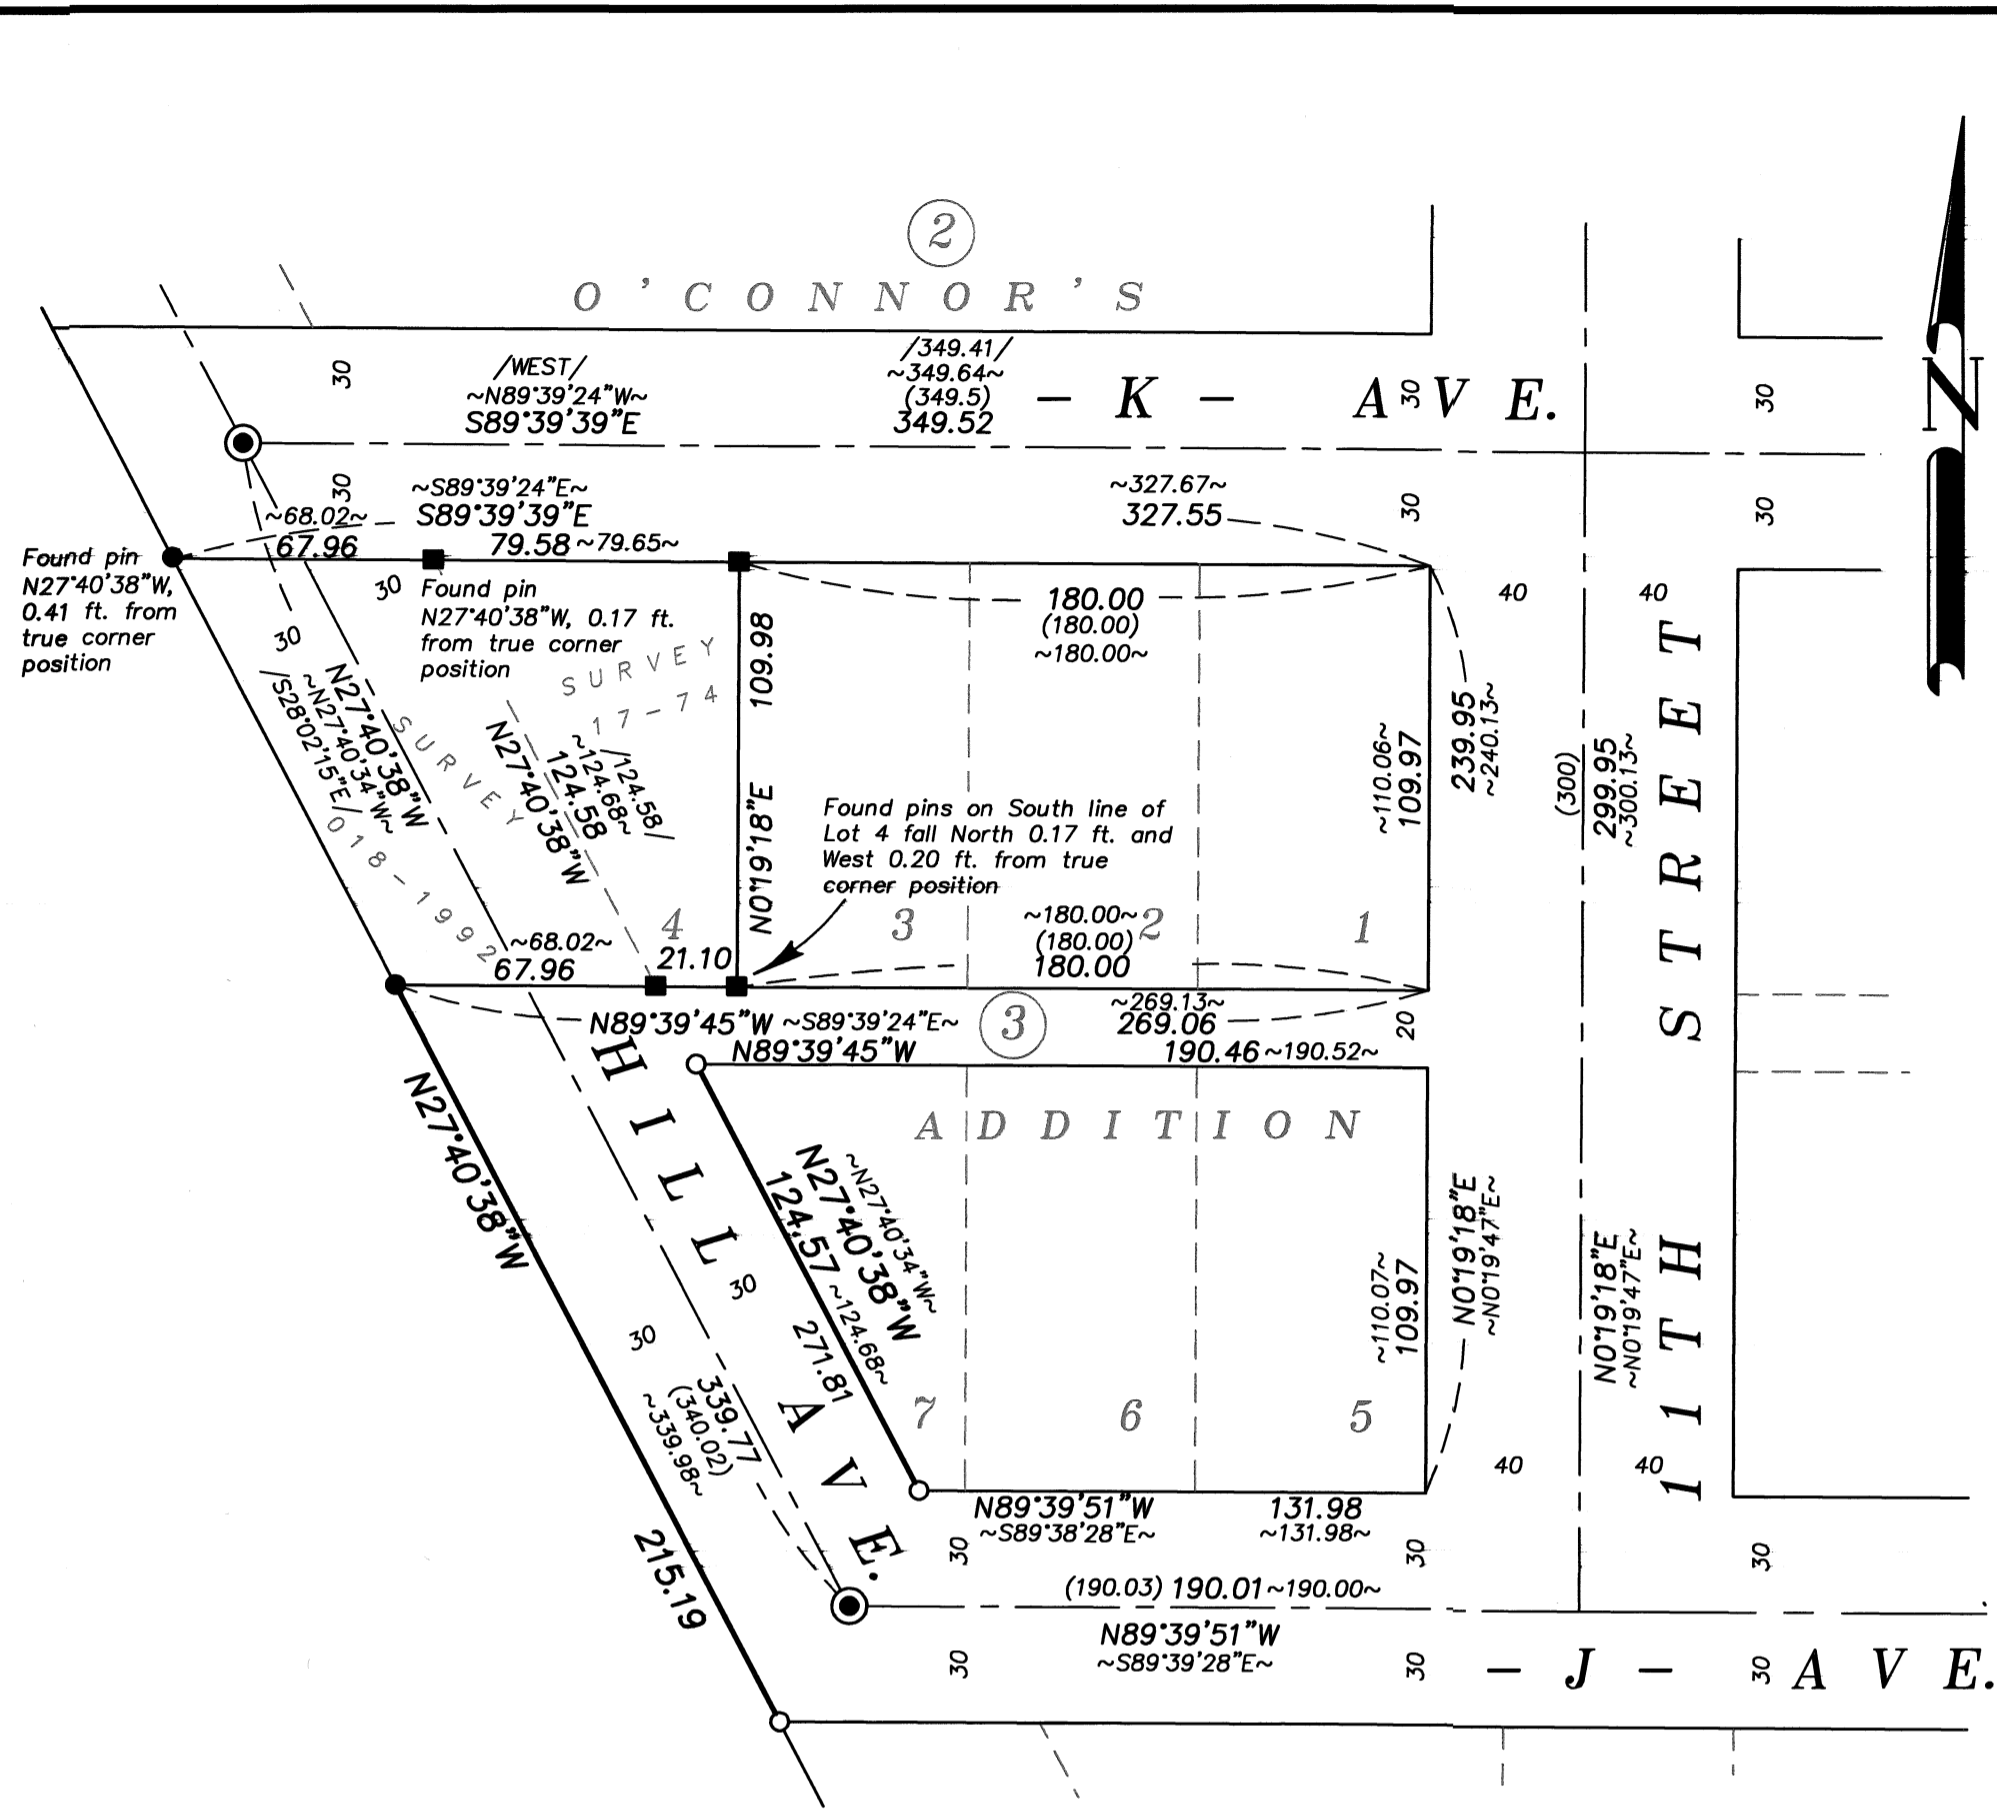 2
O'CONNOR'S
/WEST/
~N89°39'24"W~
S89°39'39"E
/349.41/
~349.64~
(349.5)
349.52
- K - AVE.
30
30
30
30
~S89°39'24"E~
S89°39'39"E
~68.02~
67.96
79.58 ~79.65~
~327.67~
327.55
30
30
30
N
Found pin
N27°40'38"W,
0.41 ft. from
true corner
position
30
30
Found pin
N27°40'38"W, 0.17 ft.
from true corner
position
180.00
(180.00)
~180.00~
40
40
SURVEY
17-74
109.98
N0°19'18"E
N27°40'38"W
~N27°40'34"W~
/S28°02'15"E/
SURVEY
018-1992
/124.58/
~124.68~
124.58
N27°40'38"W
~110.06~
109.97
239.95
~240.13~
(300)
299.95
~300.13~
11TH STREET
Found pins on South line of
Lot 4 fall North 0.17 ft. and
West 0.20 ft. from true
corner position
4
3
2
1
~180.00~
(180.00)
180.00
~68.02~
67.96
21.10
N89°39'45"W ~S89°39'24"E~
3
~269.13~
269.06
20
N89°39'45"W
190.46 ~190.52~
HILL AVE.
ADDITION
N27°40'38"W
215.19
~N27°40'34"W~
N27°40'38"W
124.57 ~124.68~
271.81
30
30
339.77
(340.02)
~339.98~
~110.07~
109.97
N0°19'18"E
~N0°19'47"E~
N0°19'18"E
~N0°19'47"E~
7
6
5
40
40
N89°39'51"W
~S89°38'28"E~
131.98
~131.98~
30
30
30
(190.03) 190.01 ~190.00~
N89°39'51"W
~S89°39'28"E~
30
30
30
- J - AVE.